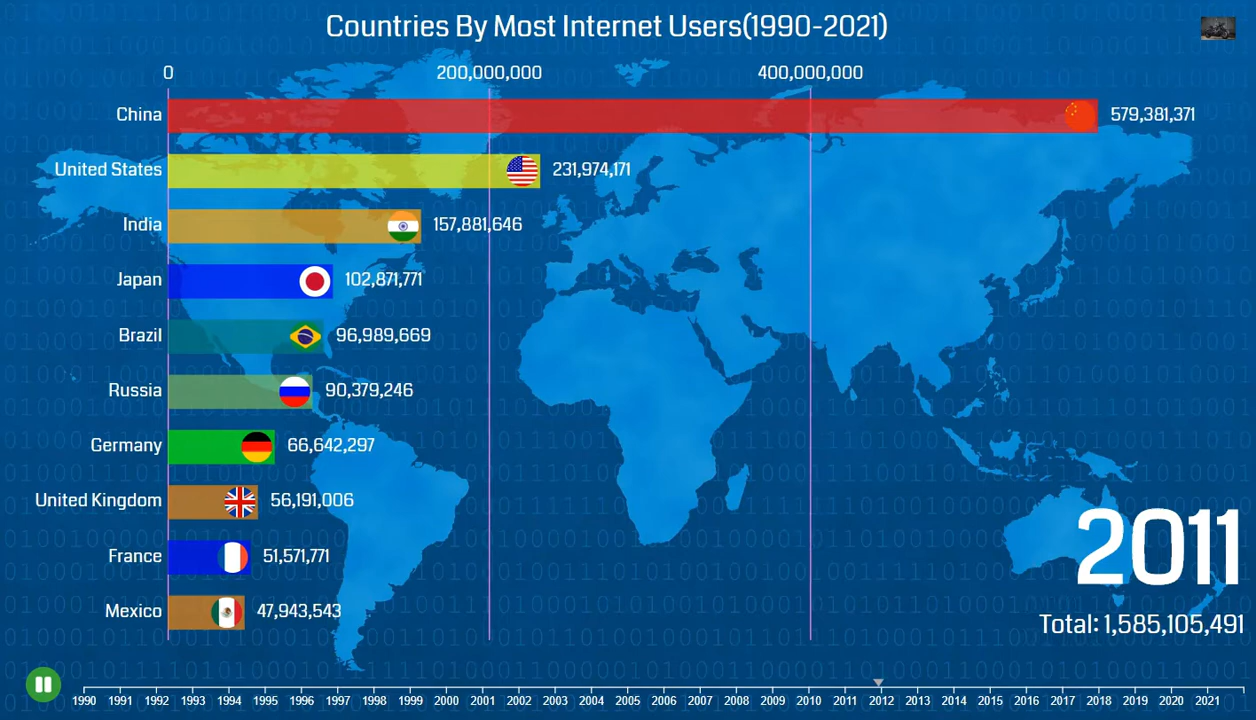 Countries By Most Internet Users(1990-2021)
0 200,000,000 400,000,000
China 579,381,371
United States 231,974,171
India 157,881,646
Japan 102,871,771
Brazil 96,989,669
Russia 90,379,246
Germany 66,642,297
United Kingdom 56,191,006
France 51,571,771
Mexico 47,943,543
2011
Total: 1,585,105,491
1990 1991 1992 1993 1994 1995 1996 1997 1998 1999 2000 2001 2002 2003 2004 2005 2006 2007 2008 2009 2010 2011 2012 2013 2014 2015 2016 2017 2018 2019 2020 2021